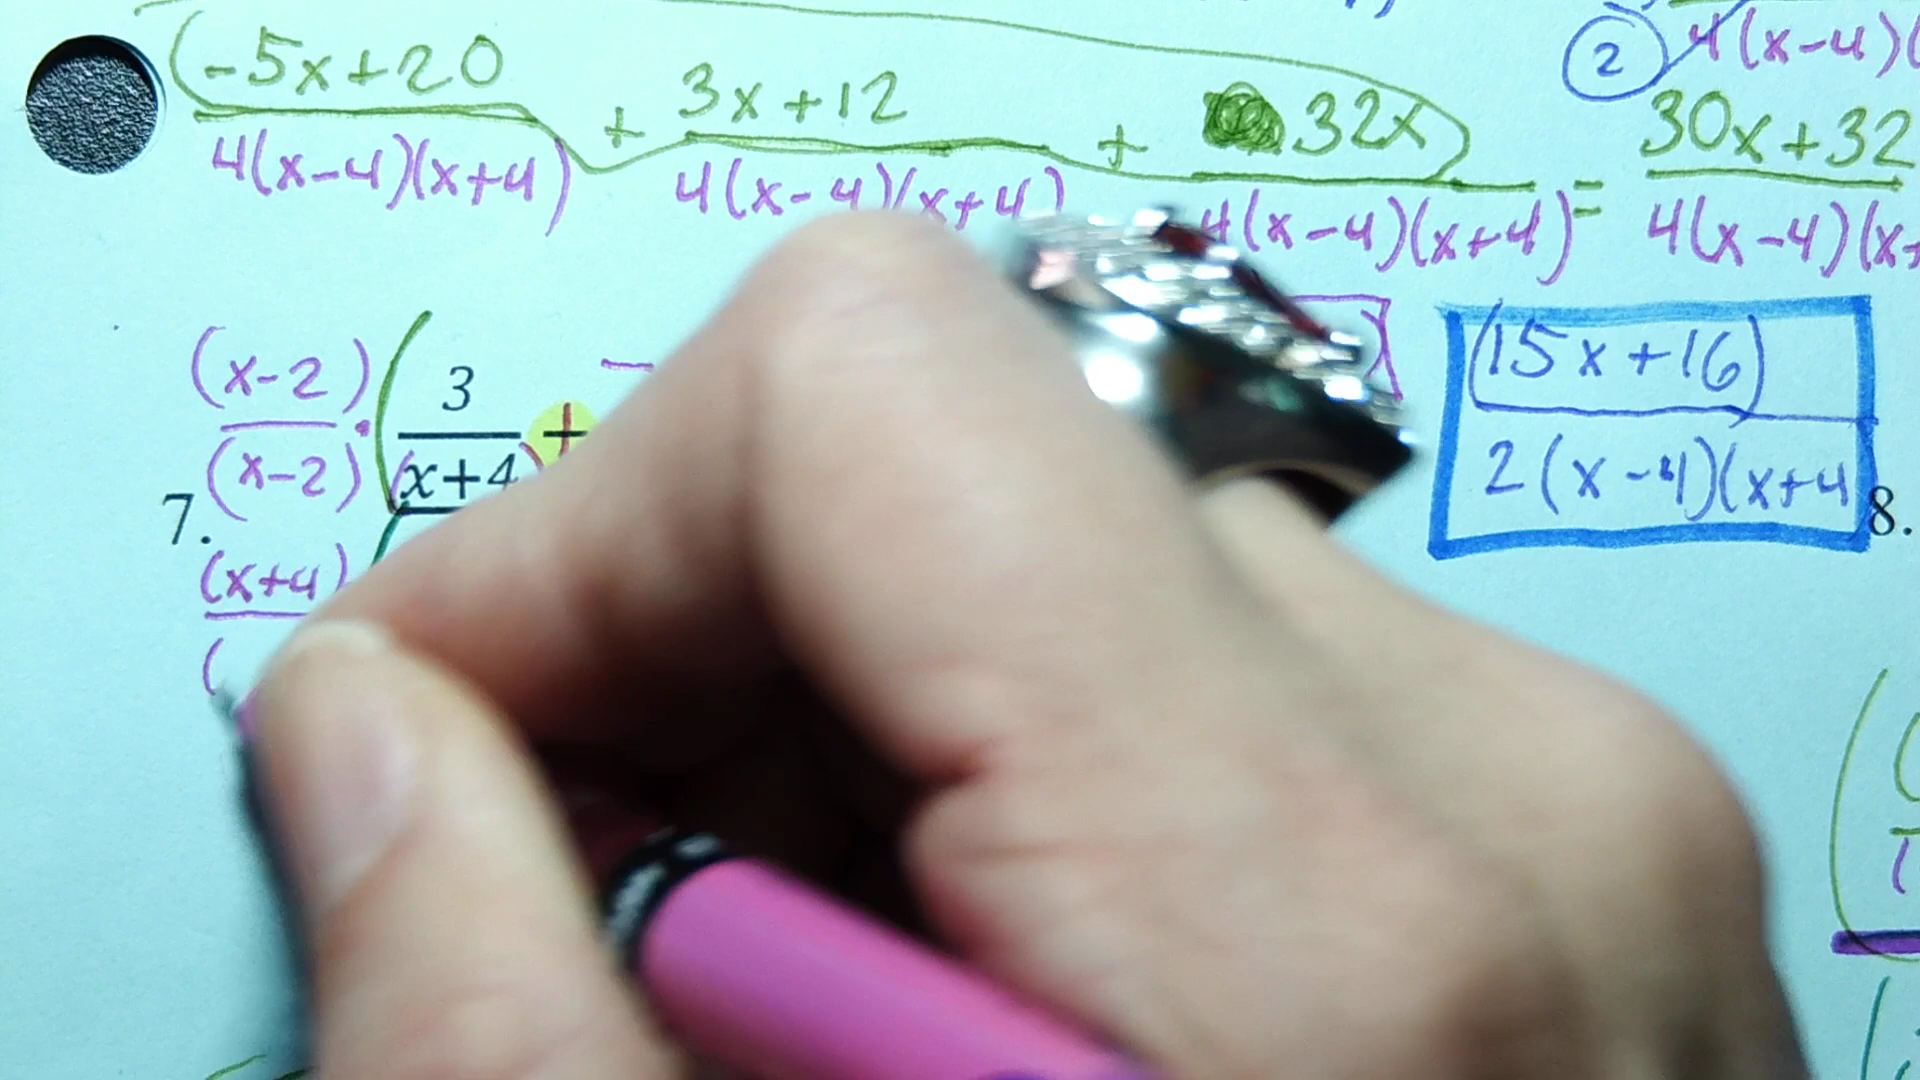 -5x+20 + 3x+12 + 32x = 30x+32
4(x-4)(x+4) 4(x-4)(x+4) 4(x-4)(x+4) 4(x-4)(x+
2 4(x-4)(
7.
(x-2) · ( 3 +
(x-2) (x+4)
(x+4)
(
(15x+16)
2(x-4)(x+4
8.